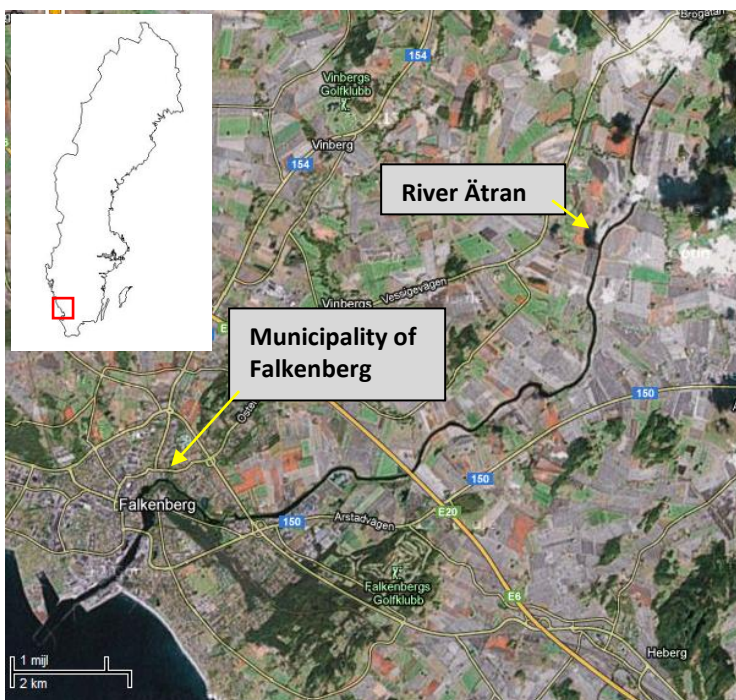 Brogstan
154
Vinbergs
Golfklubb
Vinberg
154
River Ätran
Vinbergs
Vessigevägen
Municipality of
Falkenberg
150
150
Falkenberg
150
Årstadvägen
E20
Falkenbergs
Golfklubb
E6
Heberg
1 mijl
2 km